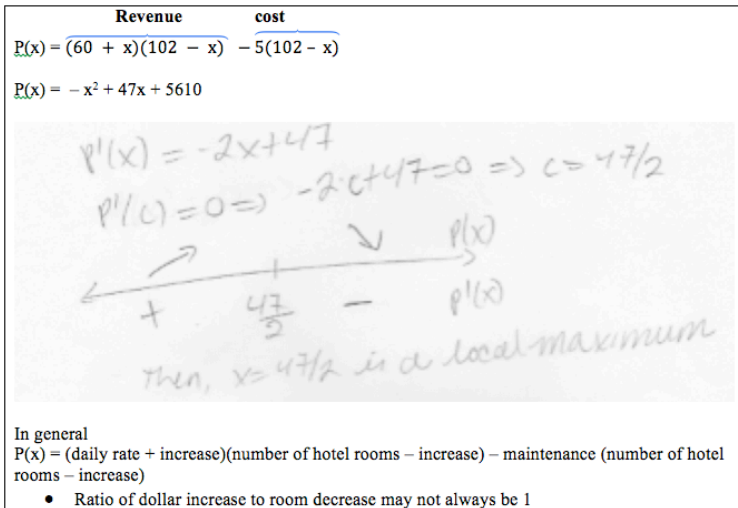 Revenue cost
P(x) = (60 + x)(102 − x) − 5(102 − x)
P(x) = − x² + 47x + 5610
P'(x) = -2x+47
P'(c) = 0 => -2·c+47=0 => c = 47/2
P(x)
+ 47/2 − P'(x)
Then, x = 47/2 is a local maximum
In general
P(x) = (daily rate + increase)(number of hotel rooms – increase) – maintenance (number of hotel
rooms – increase)
• Ratio of dollar increase to room decrease may not always be 1